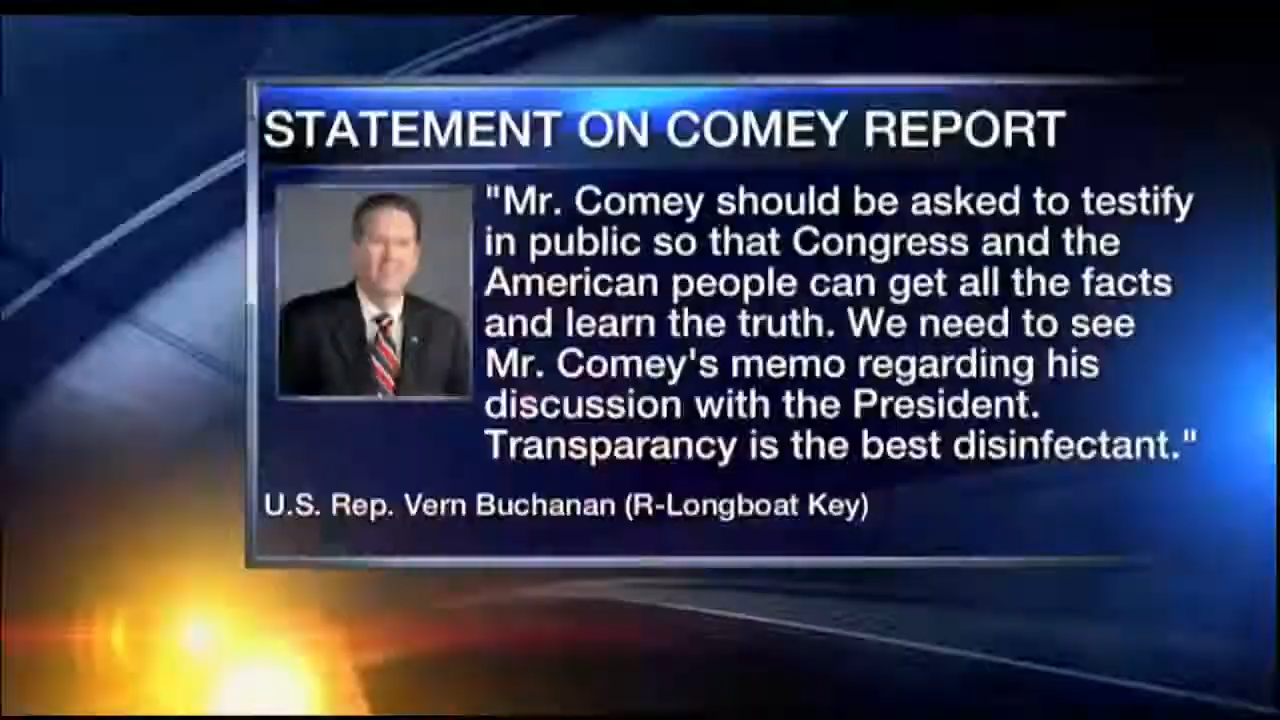 STATEMENT ON COMEY REPORT
"Mr. Comey should be asked to testify
in public so that Congress and the
American people can get all the facts
and learn the truth. We need to see
Mr. Comey's memo regarding his
discussion with the President.
Transparancy is the best disinfectant."
U.S. Rep. Vern Buchanan (R-Longboat Key)